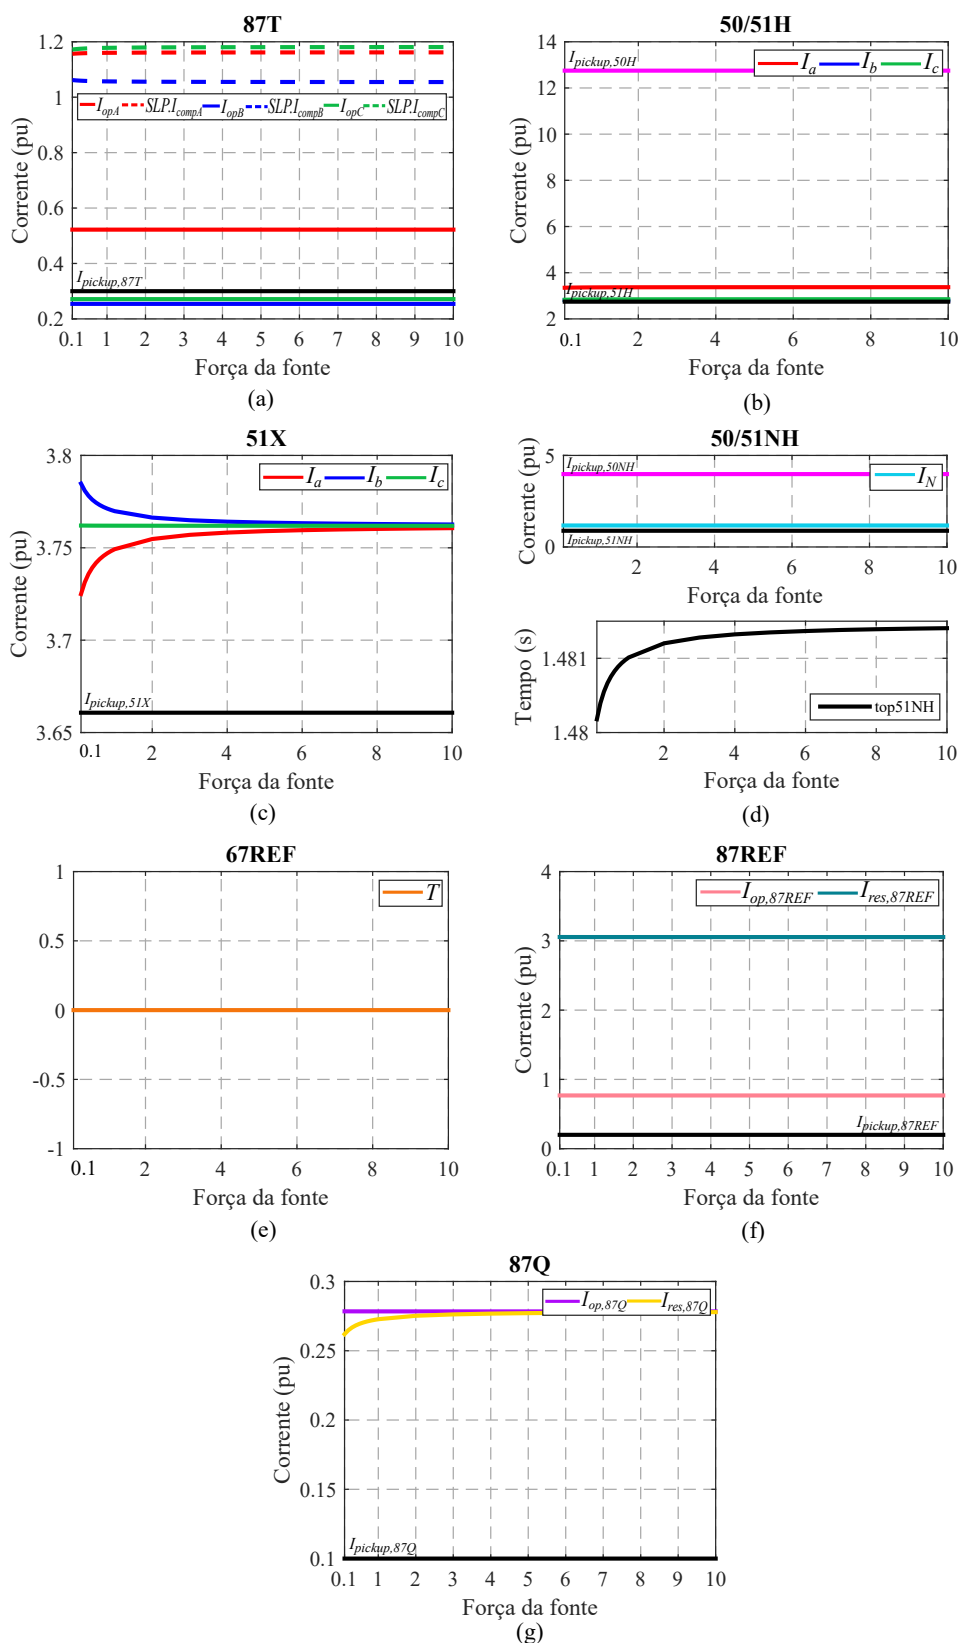 87T
1.2
1
0.8
0.6
0.4
0.2
Corrente (pu)
I_opA SLP.I_compA I_opB SLP.I_compB I_opC SLP.I_compC
I_pickup,87T
0.1 1 2 3 4 5 6 7 8 9 10
Força da fonte
(a)
50/51H
14
12
10
8
6
4
2
Corrente (pu)
I_pickup,50H
I_a I_b I_c
I_pickup,51H
0.1 2 4 6 8 10
Força da fonte
(b)
51X
3.8
3.75
3.7
3.65
Corrente (pu)
I_a I_b I_c
I_pickup,51X
0.1 2 4 6 8 10
Força da fonte
(c)
50/51NH
5
0
Corrente (pu)
I_pickup,50NH
I_N
I_pickup,51NH
2 4 6 8 10
Força da fonte
1.481
1.48
Tempo (s)
top51NH
2 4 6 8 10
Força da fonte
(d)
67REF
1
0.5
0
-0.5
-1
T
0.1 2 4 6 8 10
Força da fonte
(e)
87REF
4
3
2
1
0
Corrente (pu)
I_op,87REF I_res,87REF
I_pickup,87REF
0.1 1 2 3 4 5 6 7 8 9 10
Força da fonte
(f)
87Q
0.3
0.25
0.2
0.15
0.1
Corrente (pu)
I_op,87Q I_res,87Q
I_pickup,87Q
0.1 1 2 3 4 5 6 7 8 9 10
Força da fonte
(g)